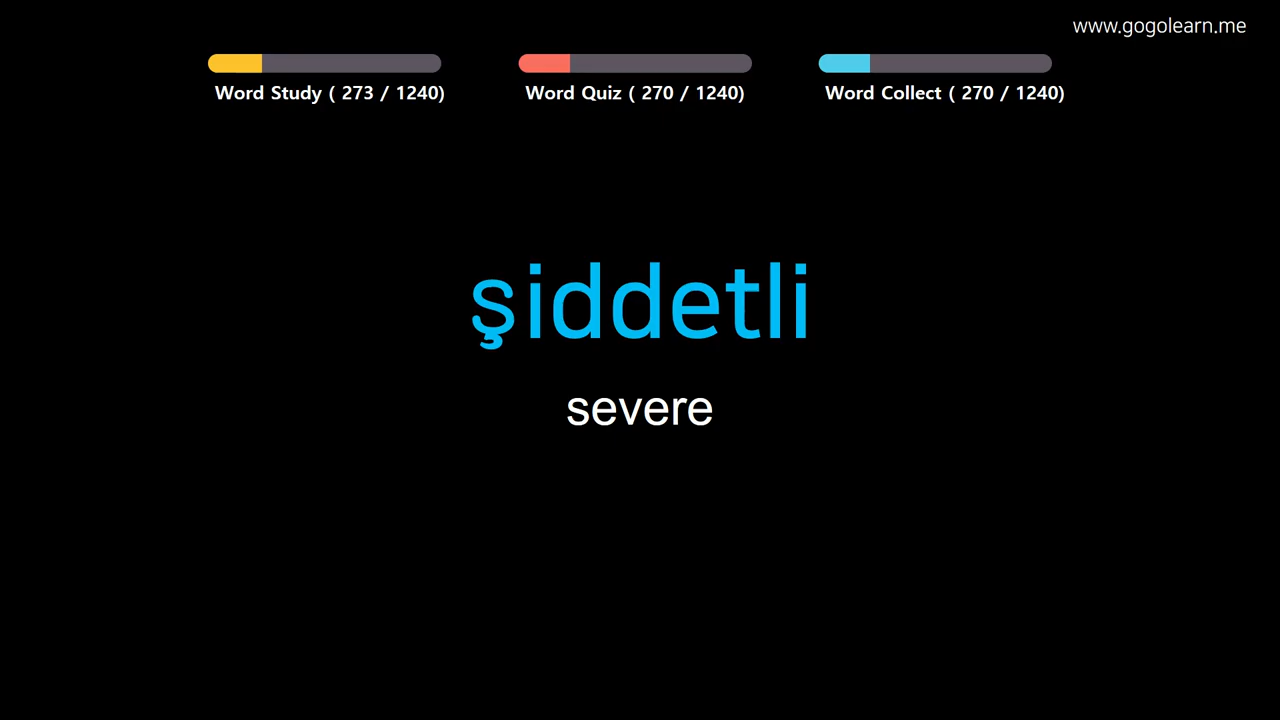 www.gogolearn.me
Word Study ( 273 / 1240)
Word Quiz ( 270 / 1240)
Word Collect ( 270 / 1240)
şiddetli
severe